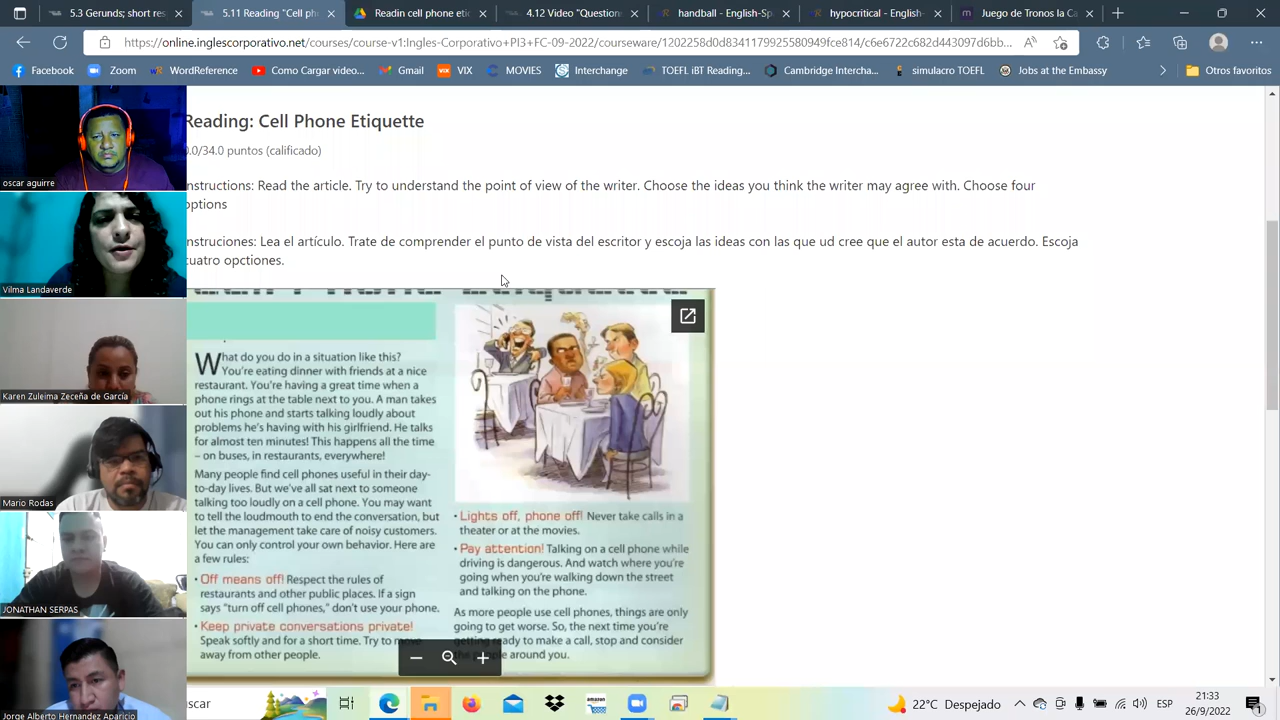 5.3 Using short res
5.11 Reading "Cell Ph
Reading cell phone etic
4.12 Video "Questions
handball - English-Sp
hypocritical - English-
Juego de Tronos la Ca
https://online.inglescorporativo.net/courses/course-v1:Ingles-Corporativo+PI3+FC-09-2022/courseware/1202258d0d8341179925580949fce814/c6e6722c682d443097d6bb...
Facebook
Zoom
WordReference
Como Cargar vídeo...
Gmail
VIX
MOVIES
Interchange
TOEFL iBT Reading...
Cambridge Intercha...
simulacro TOEFL
Jobs at the Embassy
Otros favoritos
Reading: Cell Phone Etiquette
0.0/34.0 puntos (calificado)
nstructions: Read the article. Try to understand the point of view of the writer. Choose the ideas you think the writer may agree with. Choose four
options
nstruciones: Lea el artículo. Trate de comprender el punto de vista del escritor y escoja las ideas con las que ud cree que el autor esta de acuerdo. Escoja
cuatro opctiones.
What do you do in a situation like this?
You're eating dinner with friends at a nice
restaurant. You're having a great time when a
phone rings at the table next to you. A man takes
out his phone and starts talking loudly about
problems he's having with his girlfriend. He talks
for almost ten minutes! This happens all the time
– on buses, in restaurants, everywhere!
Many people find cell phones useful in their day-
to-day lives. But we've all sat next to someone
talking too loudly on a cell phone. You may want
to tell the loudmouth to end the conversation, but
let the management take care of noisy customers.
You can only control your own behavior. Here are
a few rules:
• Off means off! Respect the rules of
restaurants and other public places. If a sign
says "turn off cell phones," don't use your phone.
• Keep private conversations private!
Speak softly and for a short time. Try to move
away from other people.
• Lights off, phone off! Never take calls in a
theater or at the movies.
• Pay attention! Talking on a cell phone while
driving is dangerous. And watch where you're
going when you're walking down the street
and talking on the phone.
As more people use cell phones, things are only
going to get worse. So, the next time you're
getting ready to make a call, stop and consider
people around you.
oscar aguirre
Vilma Landaverde
Karen Zuleima Zeceña de García
Mario Rodas
JONATHAN SERPAS
Jorge Alberto Hernandez Aparicio
scar
amazon
22°C Despejado
ESP
21:33
26/9/2022
1